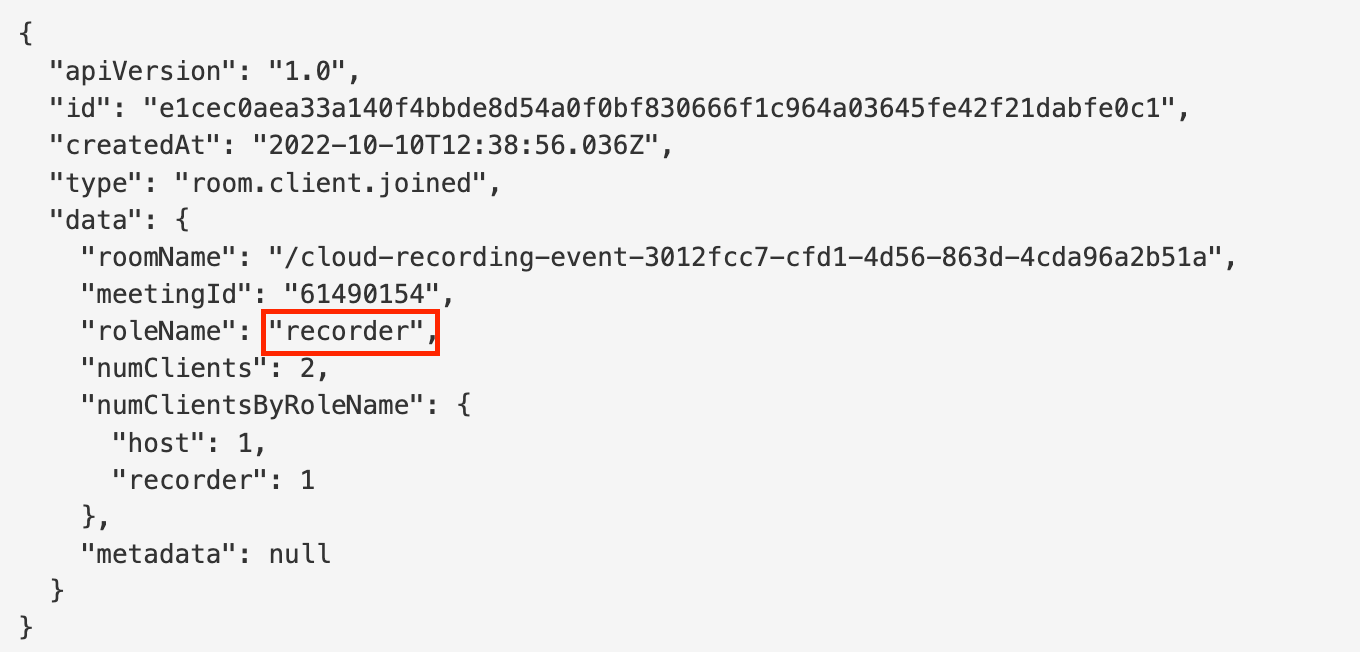 {
  "apiVersion": "1.0",
  "id": "e1cec0aea33a140f4bbde8d54a0f0bf830666f1c964a03645fe42f21dabfe0c1",
  "createdAt": "2022-10-10T12:38:56.036Z",
  "type": "room.client.joined",
  "data": {
    "roomName": "/cloud-recording-event-3012fcc7-cfd1-4d56-863d-4cda96a2b51a",
    "meetingId": "61490154",
    "roleName": "recorder",
    "numClients": 2,
    "numClientsByRoleName": {
      "host": 1,
      "recorder": 1
    },
    "metadata": null
  }
}